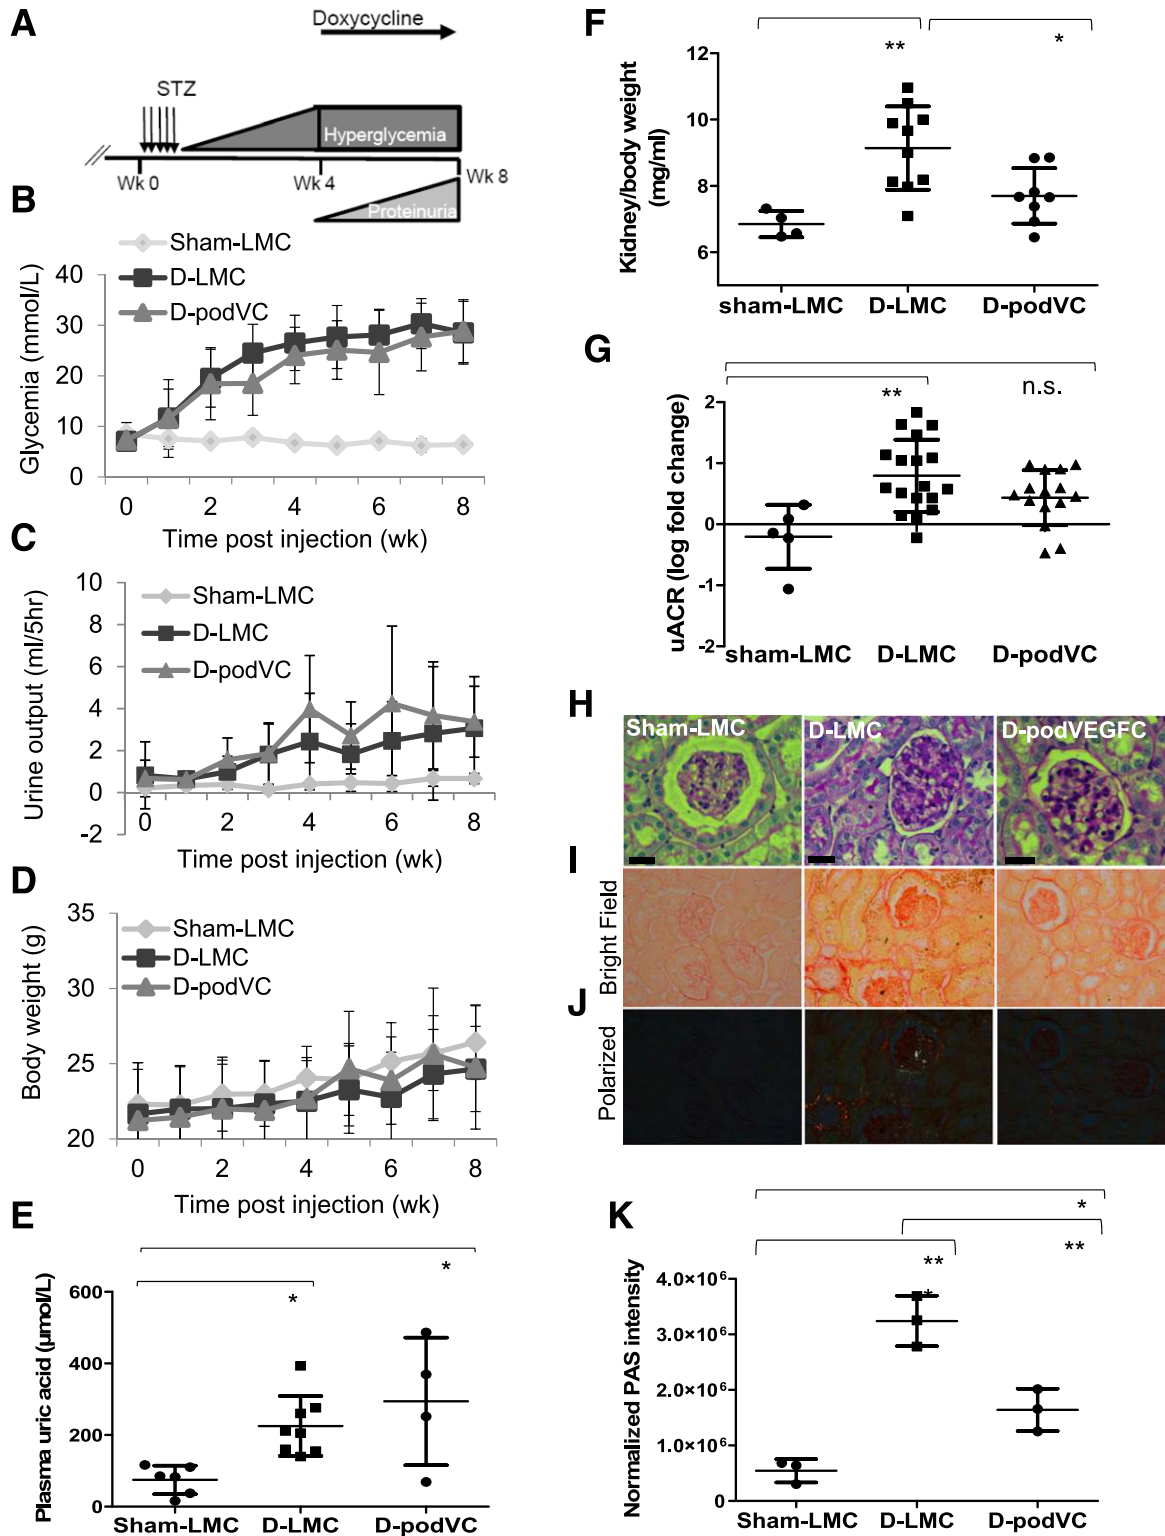 A
Doxycycline
STZ
Hyperglycemia
Wk 0
Wk 4
Wk 8
Proteinuria
B
Sham-LMC
D-LMC
D-podVC
Glycemia (mmol/L)
40
30
20
10
0
0 2 4 6 8
Time post injection (wk)
C
Sham-LMC
D-LMC
D-podVC
Urine output (ml/5hr)
10
8
6
4
2
0
-2
0 2 4 6 8
Time post injection (wk)
D
Sham-LMC
D-LMC
D-podVC
Body weight (g)
35
30
25
20
0 2 4 6 8
Time post injection (wk)
E
* *
Plasma uric acid (µmol/L)
600
400
200
0
Sham-LMC D-LMC D-podVC
F
** *
Kidney/body weight
(mg/ml)
12
10
8
6
sham-LMC D-LMC D-podVC
G
** n.s.
uACR (log fold change)
2
1
0
-1
-2
sham-LMC D-LMC D-podVC
H
Sham-LMC D-LMC D-podVEGFC
I
Bright Field
J
Polarized
K
*
**
**
*
Normalized PAS intensity
4.0×10⁶
3.0×10⁶
2.0×10⁶
1.0×10⁶
0
Sham-LMC D-LMC D-podVC